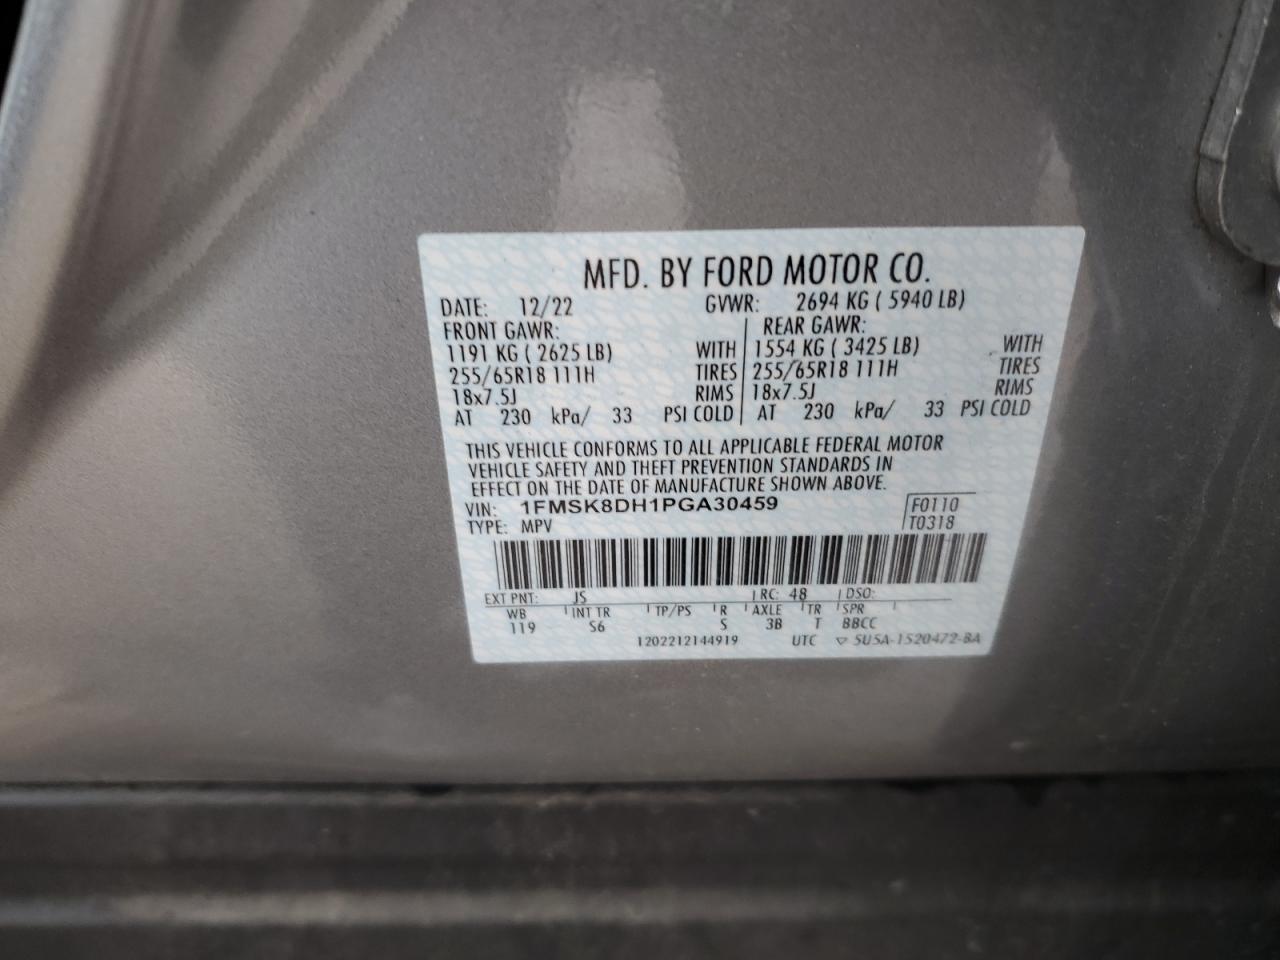 MFD. BY FORD MOTOR CO.
DATE: 12/22 GVWR: 2694 KG ( 5940 LB)
FRONT GAWR: REAR GAWR:
1191 KG ( 2625 LB) WITH 1554 KG ( 3425 LB) WITH
255/65R18 111H TIRES 255/65R18 111H TIRES
18x7.5J RIMS 18x7.5J RIMS
AT 230 kPa/ 33 PSI COLD AT 230 kPa/ 33 PSI COLD
THIS VEHICLE CONFORMS TO ALL APPLICABLE FEDERAL MOTOR
VEHICLE SAFETY AND THEFT PREVENTION STANDARDS IN
EFFECT ON THE DATE OF MANUFACTURE SHOWN ABOVE.
VIN: 1FMSK8DH1PGA30459 F0110
TYPE: MPV T0318
EXT PNT: JS RC: 48 DSO:
WB INT TR TP/PS R AXLE TR SPR
119 S6 S 3B T BBCC
1202212144919 UTC ▽ 5U5A-1520472-BA